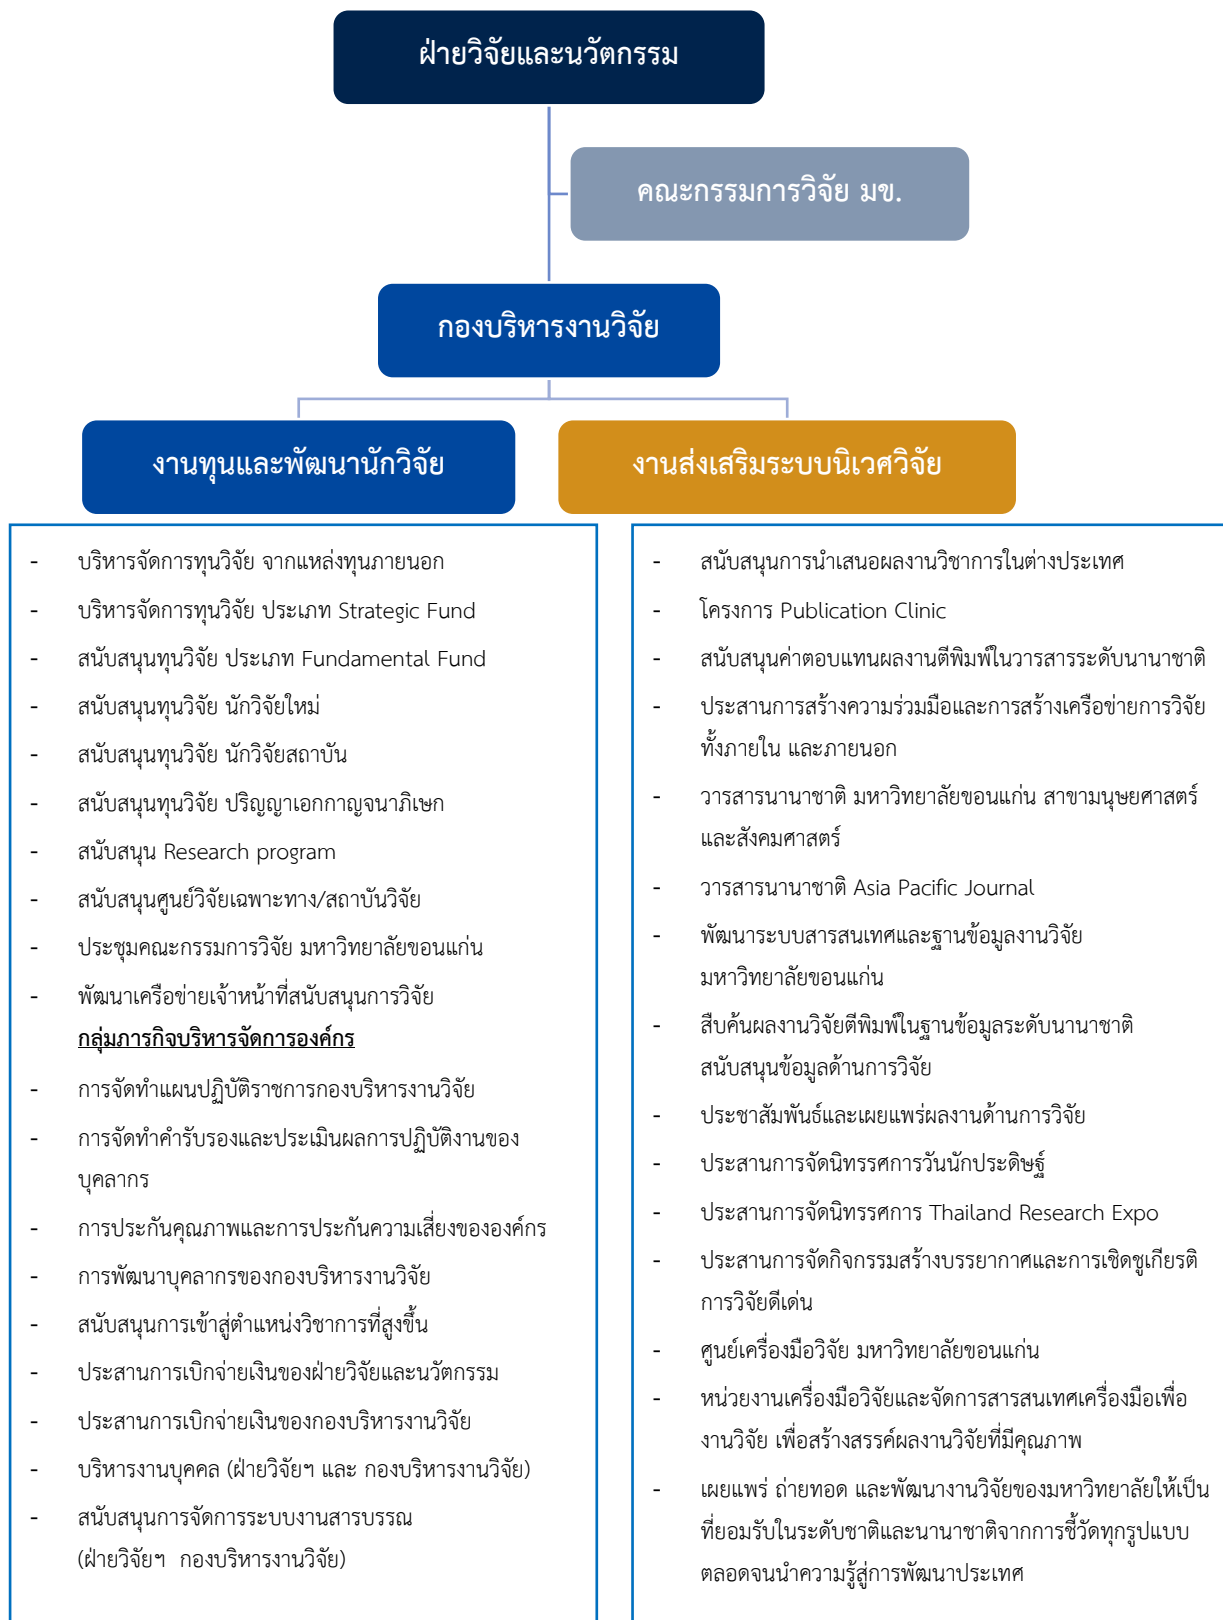 ฝ่ายวิจัยและนวัตกรรม
คณะกรรมการวิจัย มข.
กองบริหารงานวิจัย
งานทุนและพัฒนานักวิจัย
งานส่งเสริมระบบนิเวศวิจัย
- บริหารจัดการทุนวิจัย จากแหล่งทุนภายนอก
- บริหารจัดการทุนวิจัย ประเภท Strategic Fund
- สนับสนุนทุนวิจัย ประเภท Fundamental Fund
- สนับสนุนทุนวิจัย นักวิจัยใหม่
- สนับสนุนทุนวิจัย นักวิจัยสถาบัน
- สนับสนุนทุนวิจัย ปริญญาเอกกาญจนาภิเษก
- สนับสนุน Research program
- สนับสนุนศูนย์วิจัยเฉพาะทาง/สถาบันวิจัย
- ประชุมคณะกรรมการวิจัย มหาวิทยาลัยขอนแก่น
- พัฒนาเครือข่ายเจ้าหน้าที่สนับสนุนการวิจัย
กลุ่มภารกิจบริหารจัดการองค์กร
- การจัดทำแผนปฏิบัติราชการกองบริหารงานวิจัย
- การจัดทำคำรับรองและประเมินผลการปฏิบัติงานของ
บุคลากร
- การประกันคุณภาพและการประกันความเสี่ยงขององค์กร
- การพัฒนาบุคลากรของกองบริหารงานวิจัย
- สนับสนุนการเข้าสู่ตำแหน่งวิชาการที่สูงขึ้น
- ประสานการเบิกจ่ายเงินของฝ่ายวิจัยและนวัตกรรม
- ประสานการเบิกจ่ายเงินของกองบริหารงานวิจัย
- บริหารงานบุคคล (ฝ่ายวิจัยฯ และ กองบริหารงานวิจัย)
- สนับสนุนการจัดการระบบงานสารบรรณ
(ฝ่ายวิจัยฯ กองบริหารงานวิจัย)
- สนับสนุนการนำเสนอผลงานวิชาการในต่างประเทศ
- โครงการ Publication Clinic
- สนับสนุนค่าตอบแทนผลงานตีพิมพ์ในวารสารระดับนานาชาติ
- ประสานการสร้างความร่วมมือและการสร้างเครือข่ายการวิจัย
ทั้งภายใน และภายนอก
- วารสารนานาชาติ มหาวิทยาลัยขอนแก่น สาขามนุษยศาสตร์
และสังคมศาสตร์
- วารสารนานาชาติ Asia Pacific Journal
- พัฒนาระบบสารสนเทศและฐานข้อมูลงานวิจัย
มหาวิทยาลัยขอนแก่น
- สืบค้นผลงานวิจัยตีพิมพ์ในฐานข้อมูลระดับนานาชาติ
สนับสนุนข้อมูลด้านการวิจัย
- ประชาสัมพันธ์และเผยแพร่ผลงานด้านการวิจัย
- ประสานการจัดนิทรรศการวันนักประดิษฐ์
- ประสานการจัดนิทรรศการ Thailand Research Expo
- ประสานการจัดกิจกรรมสร้างบรรยากาศและการเชิดชูเกียรติ
การวิจัยดีเด่น
- ศูนย์เครื่องมือวิจัย มหาวิทยาลัยขอนแก่น
- หน่วยงานเครื่องมือวิจัยและจัดการสารสนเทศเครื่องมือเพื่อ
งานวิจัย เพื่อสร้างสรรค์ผลงานวิจัยที่มีคุณภาพ
- เผยแพร่ ถ่ายทอด และพัฒนางานวิจัยของมหาวิทยาลัยให้เป็น
ที่ยอมรับในระดับชาติและนานาชาติจากการชี้วัดทุกรูปแบบ
ตลอดจนนำความรู้สู่การพัฒนาประเทศ